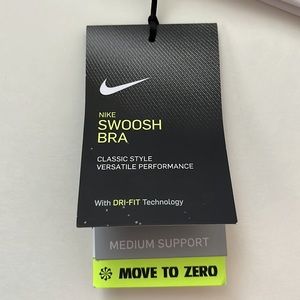 NIKE
SWOOSH
BRA
CLASSIC STYLE
VERSATILE PERFORMANCE
With DRI-FIT Technology
MEDIUM SUPPORT
MOVE TO ZERO